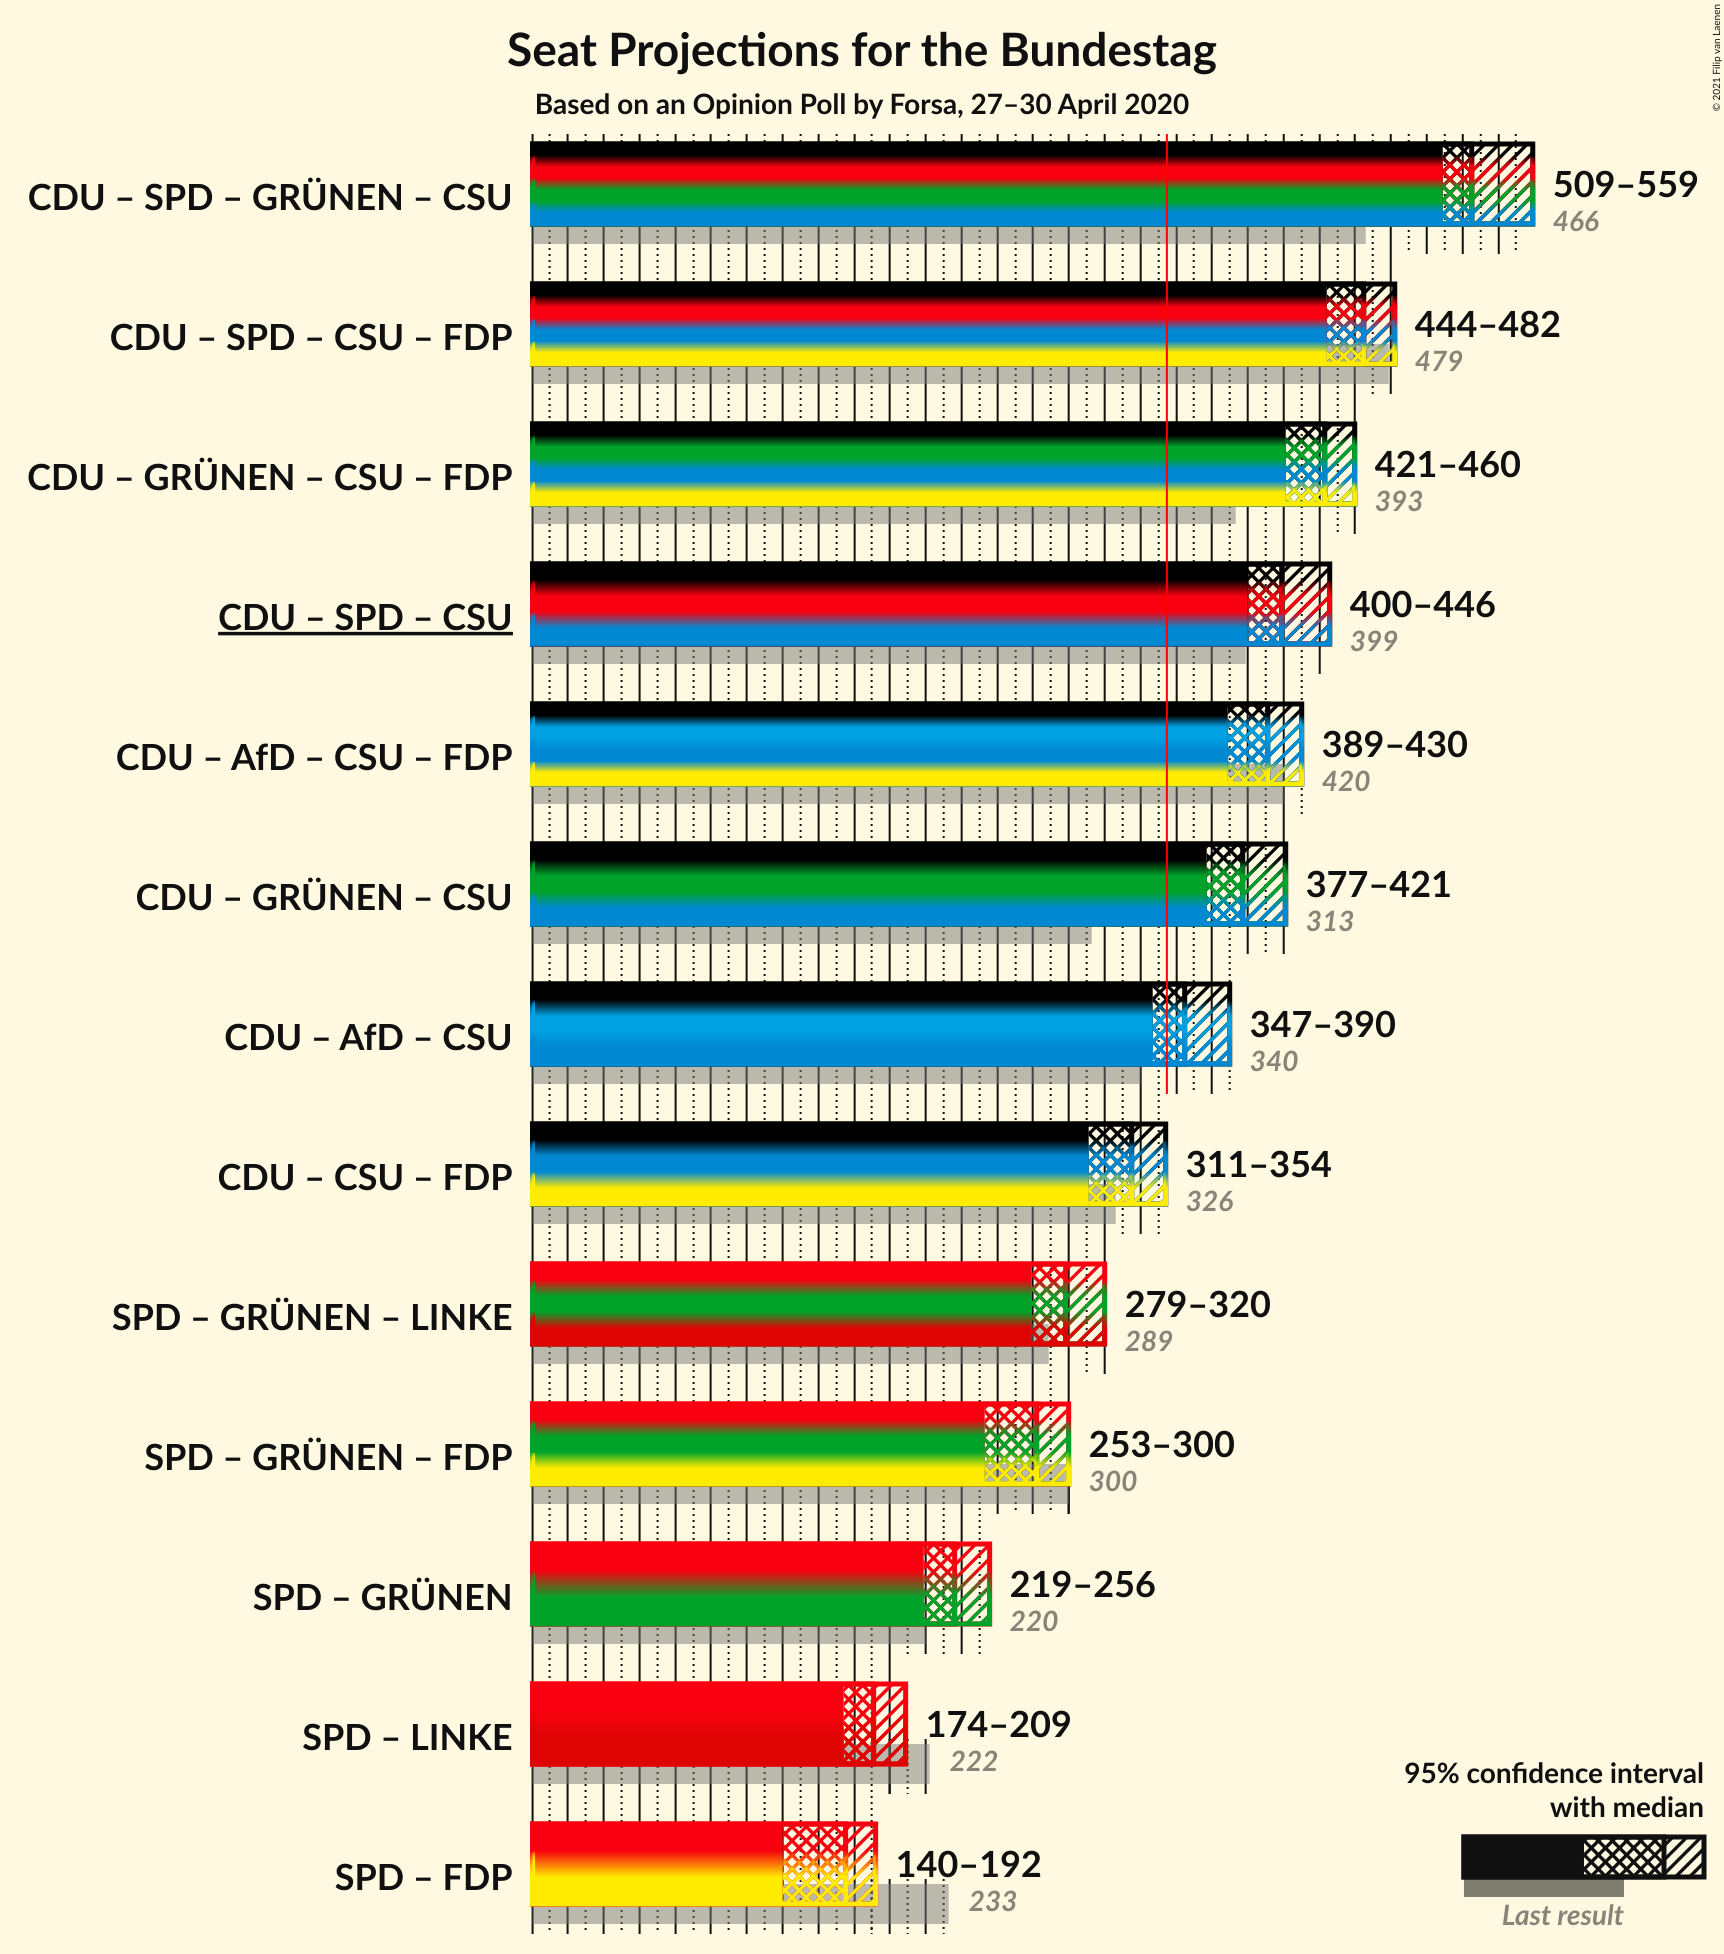 Seat Projections for the Bundestag
Based on an Opinion Poll by Forsa, 27–30 April 2020
© 2021 Filip van Laenen
CDU – SPD – GRÜNEN – CSU
509–559
466
CDU – SPD – CSU – FDP
444–482
479
CDU – GRÜNEN – CSU – FDP
421–460
393
CDU – SPD – CSU
400–446
399
CDU – AfD – CSU – FDP
389–430
420
CDU – GRÜNEN – CSU
377–421
313
CDU – AfD – CSU
347–390
340
CDU – CSU – FDP
311–354
326
SPD – GRÜNEN – LINKE
279–320
289
SPD – GRÜNEN – FDP
253–300
300
SPD – GRÜNEN
219–256
220
SPD – LINKE
174–209
222
SPD – FDP
140–192
233
95% confidence interval
with median
Last result